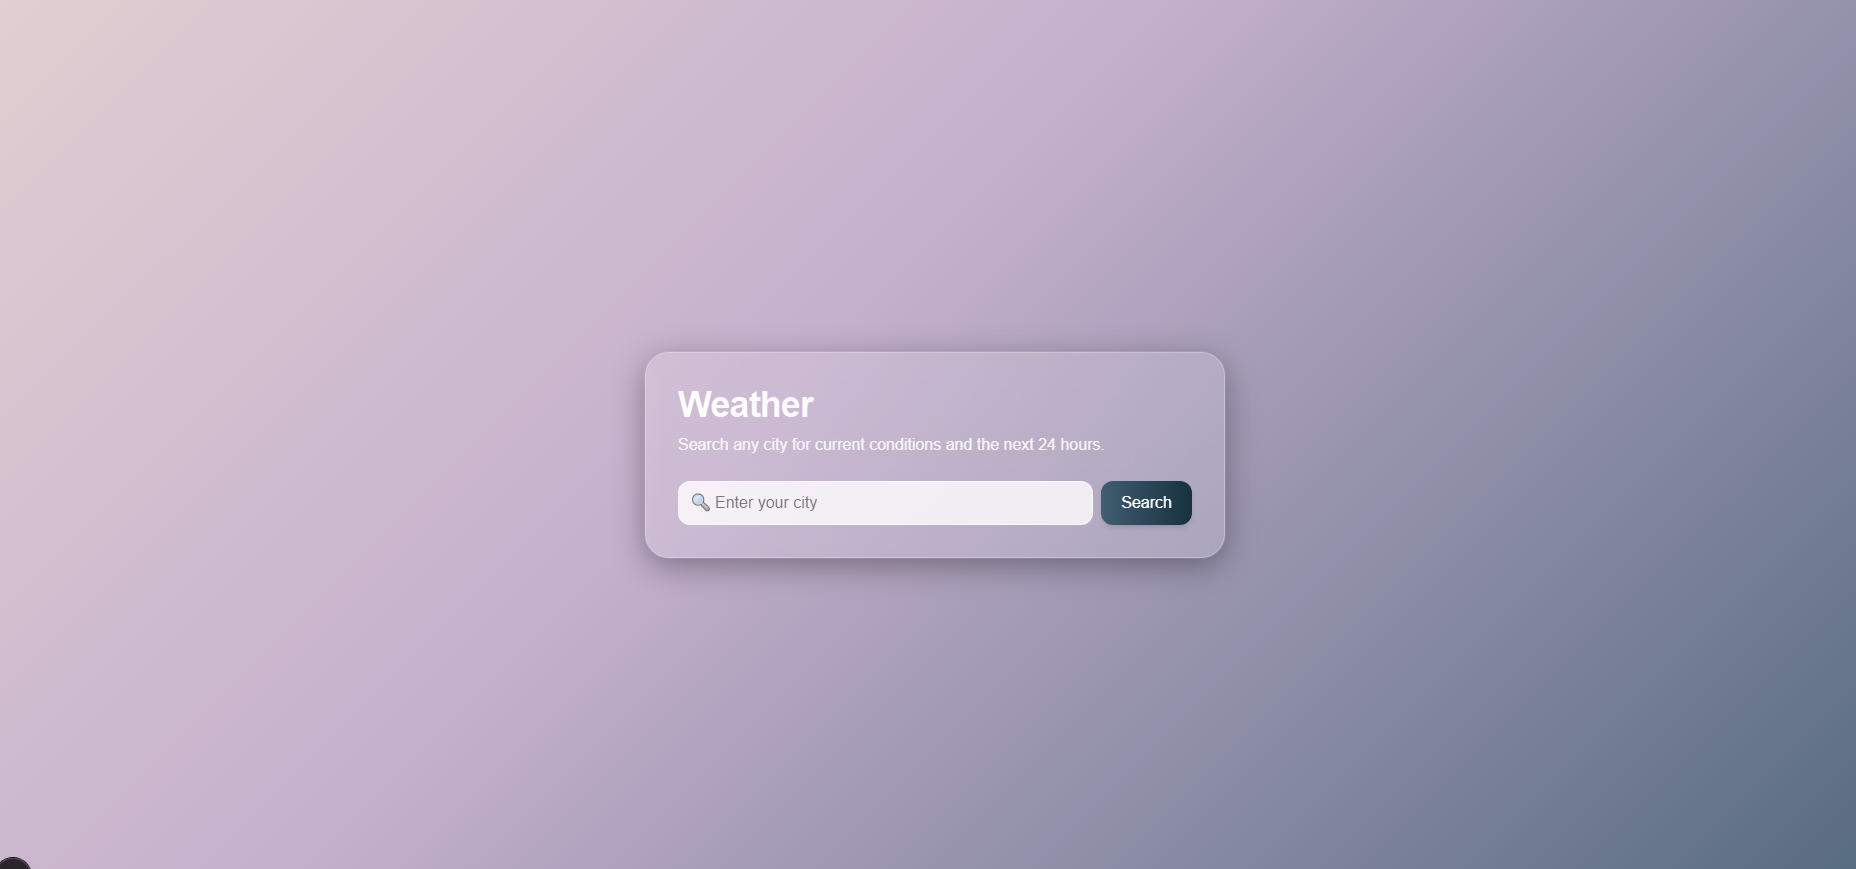 Weather
Search any city for current conditions and the next 24 hours.
🔍 Enter your city
Search